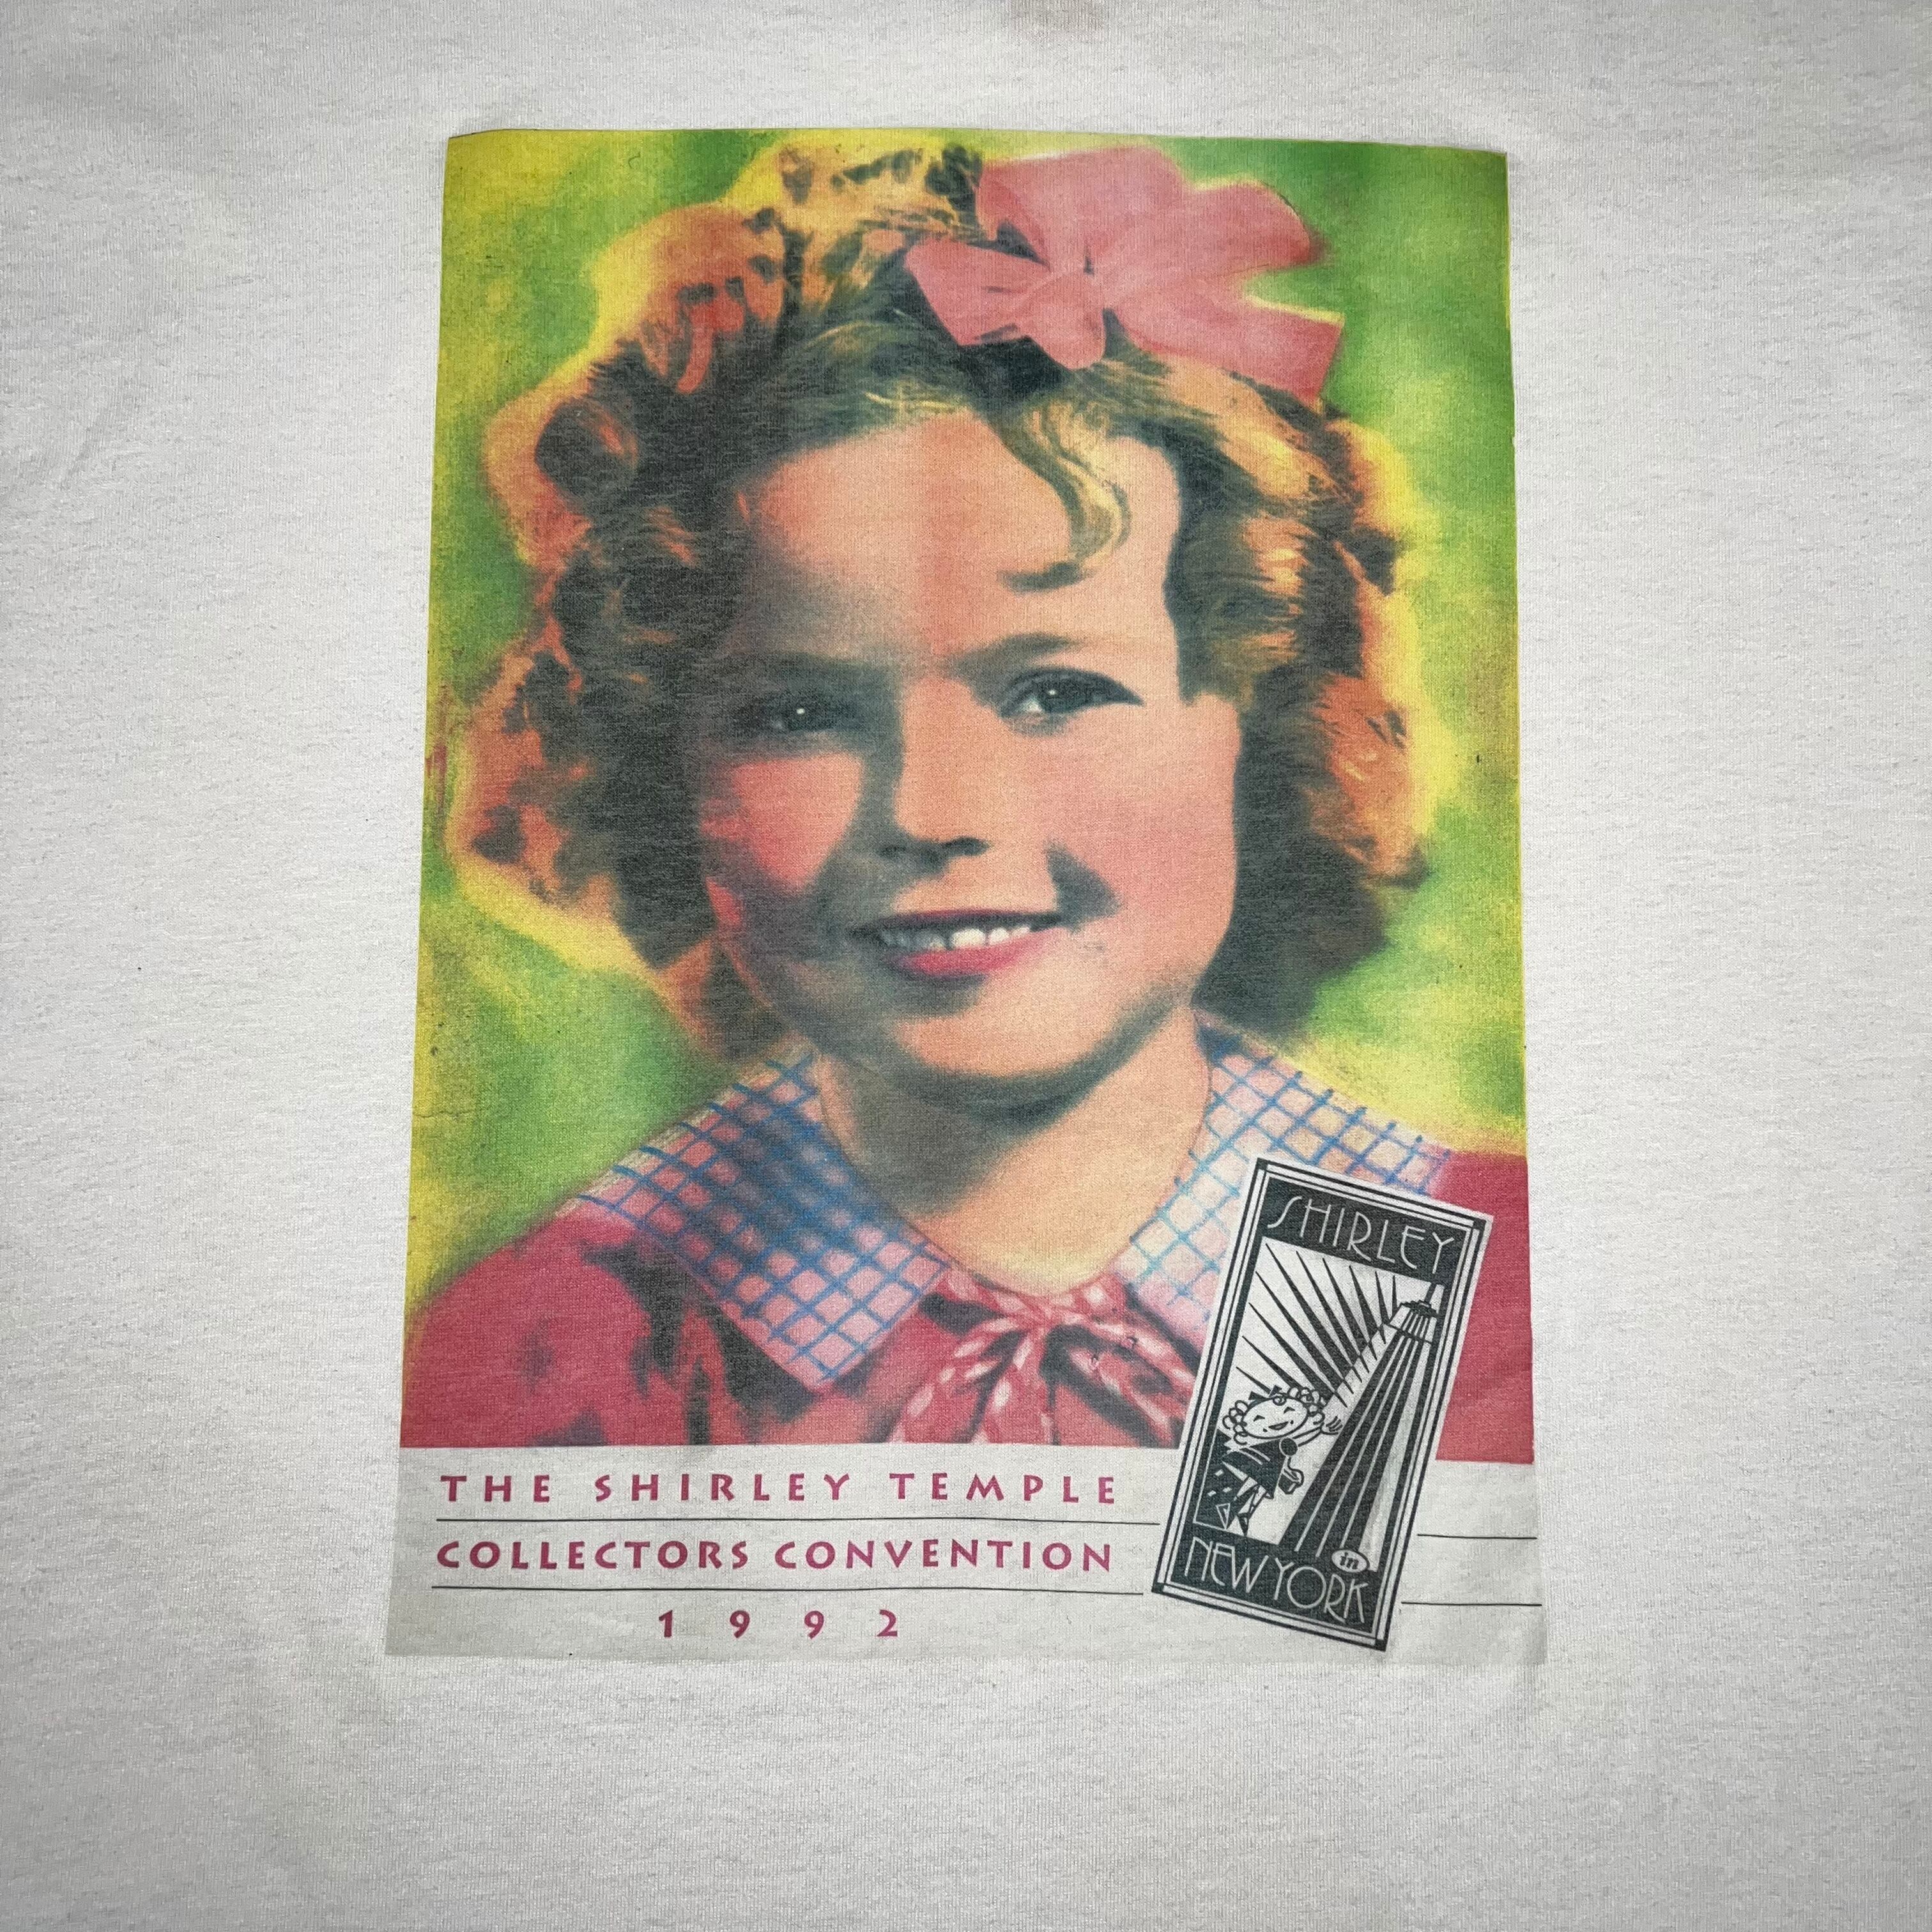 THE SHIRLEY TEMPLE
COLLECTORS CONVENTION
1992
SHIRLEY
in
NEW YORK